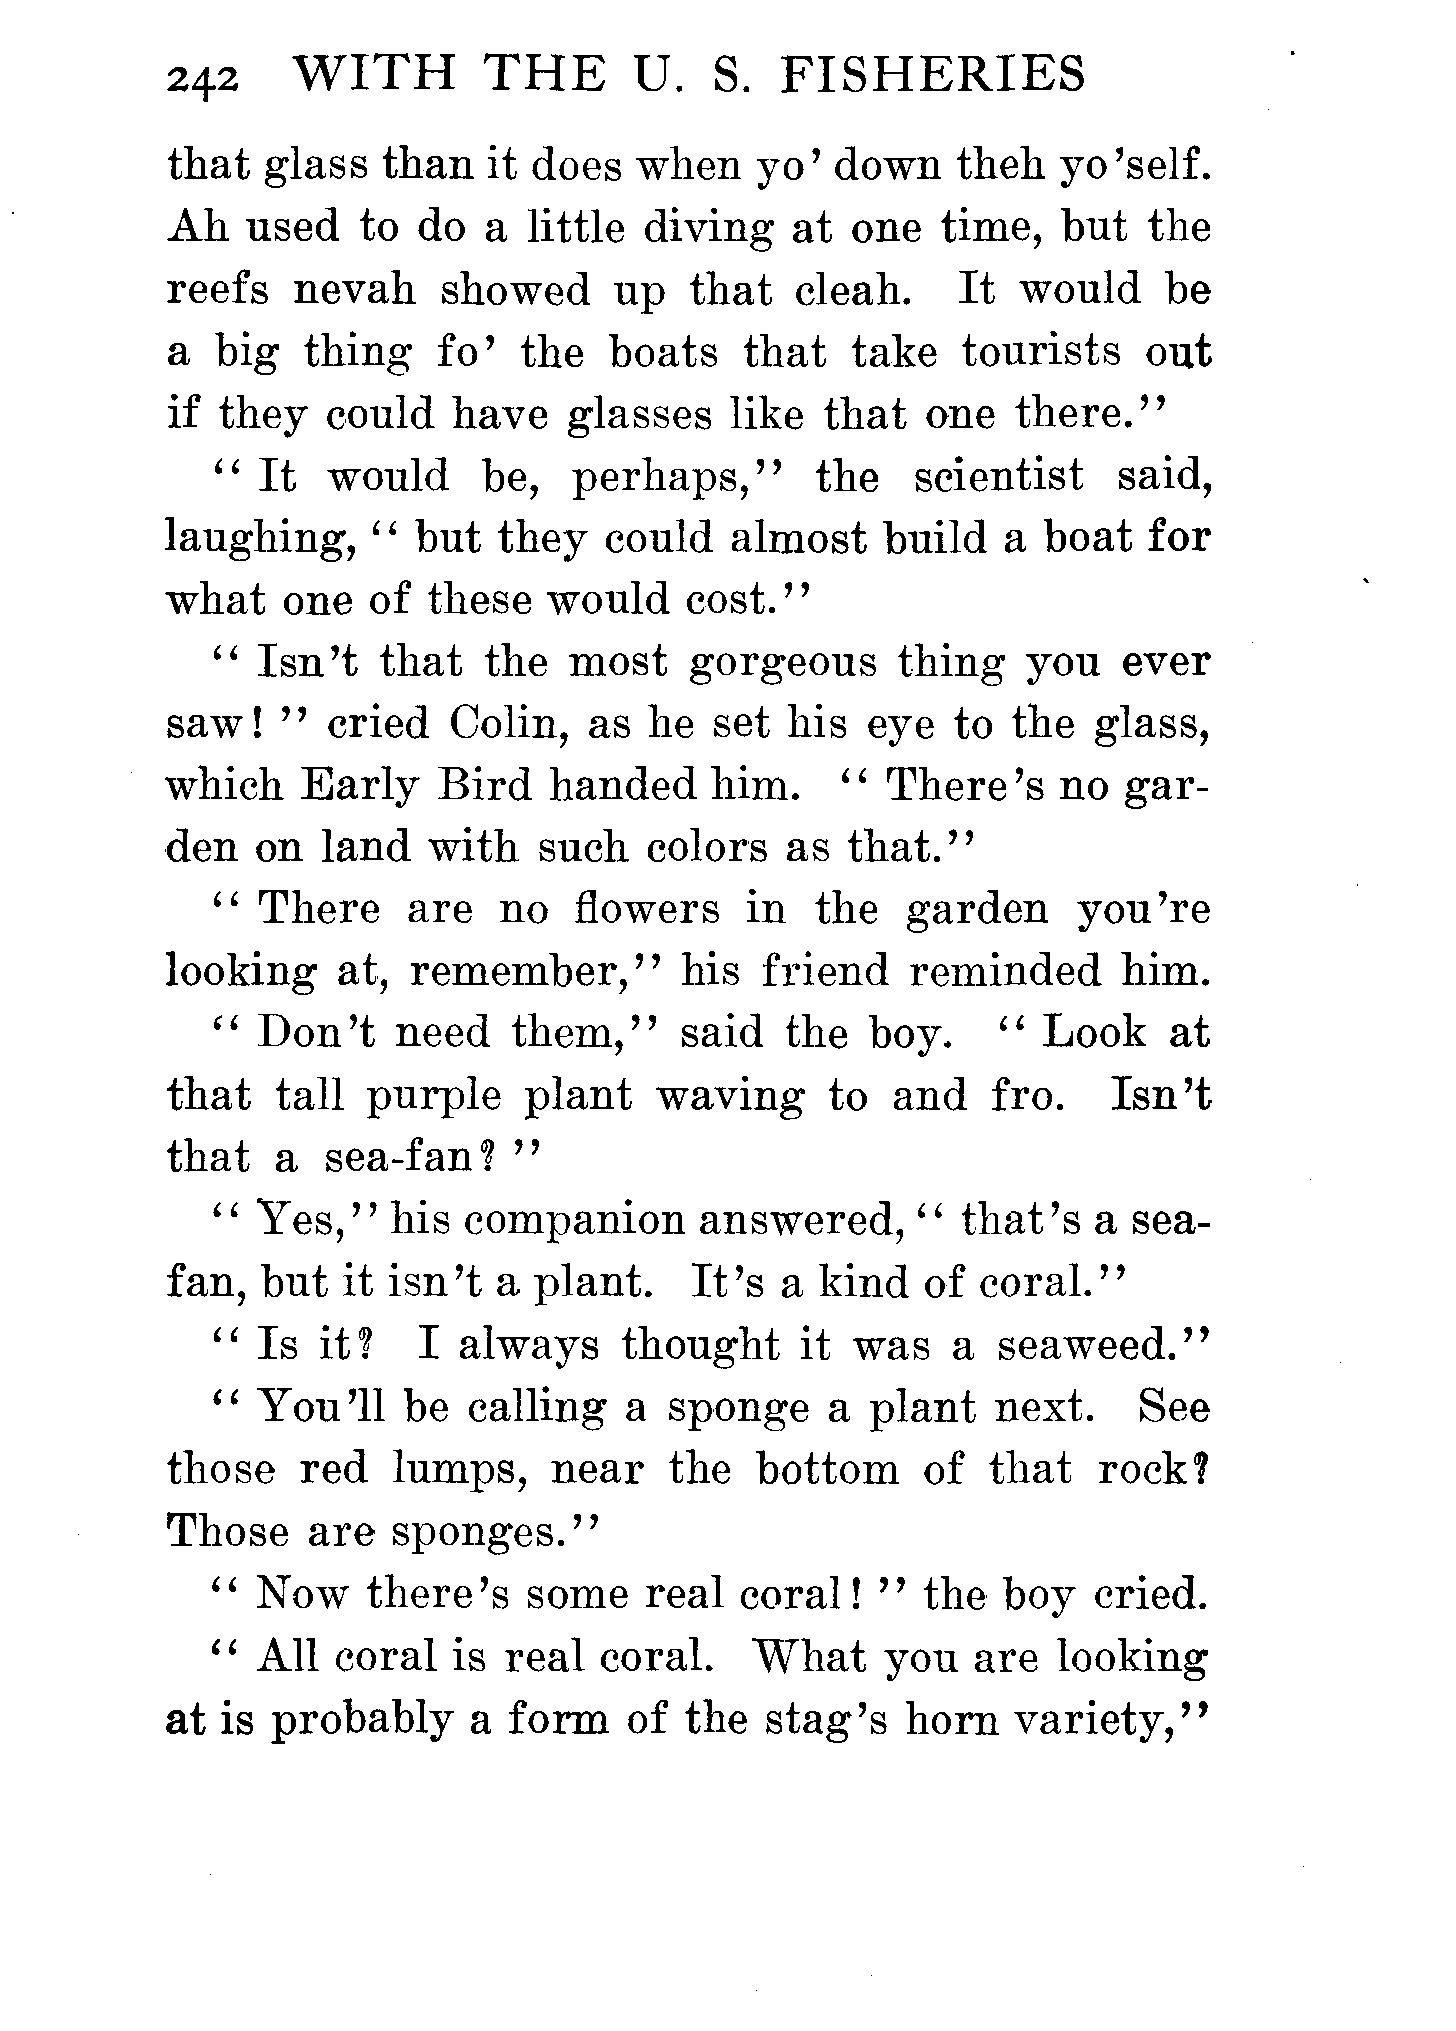 242 WITH THE U. S. FISHERIES
that glass than it does when yo' down theh yo'self.
Ah used to do a little diving at one time, but the
reefs nevah showed up that cleah. It would be
a big thing fo' the boats that take tourists out
if they could have glasses like that one there."
" It would be, perhaps," the scientist said,
laughing, " but they could almost build a boat for
what one of these would cost."
" Isn't that the most gorgeous thing you ever
saw! " cried Colin, as he set his eye to the glass,
which Early Bird handed him. " There's no gar-
den on land with such colors as that."
" There are no flowers in the garden you're
looking at, remember," his friend reminded him.
" Don't need them," said the boy. " Look at
that tall purple plant waving to and fro. Isn't
that a sea-fan? "
" Yes," his companion answered, " that's a sea-
fan, but it isn't a plant. It's a kind of coral."
" Is it? I always thought it was a seaweed."
" You'll be calling a sponge a plant next. See
those red lumps, near the bottom of that rock?
Those are sponges."
" Now there's some real coral! " the boy cried.
" All coral is real coral. What you are looking
at is probably a form of the stag's horn variety,"